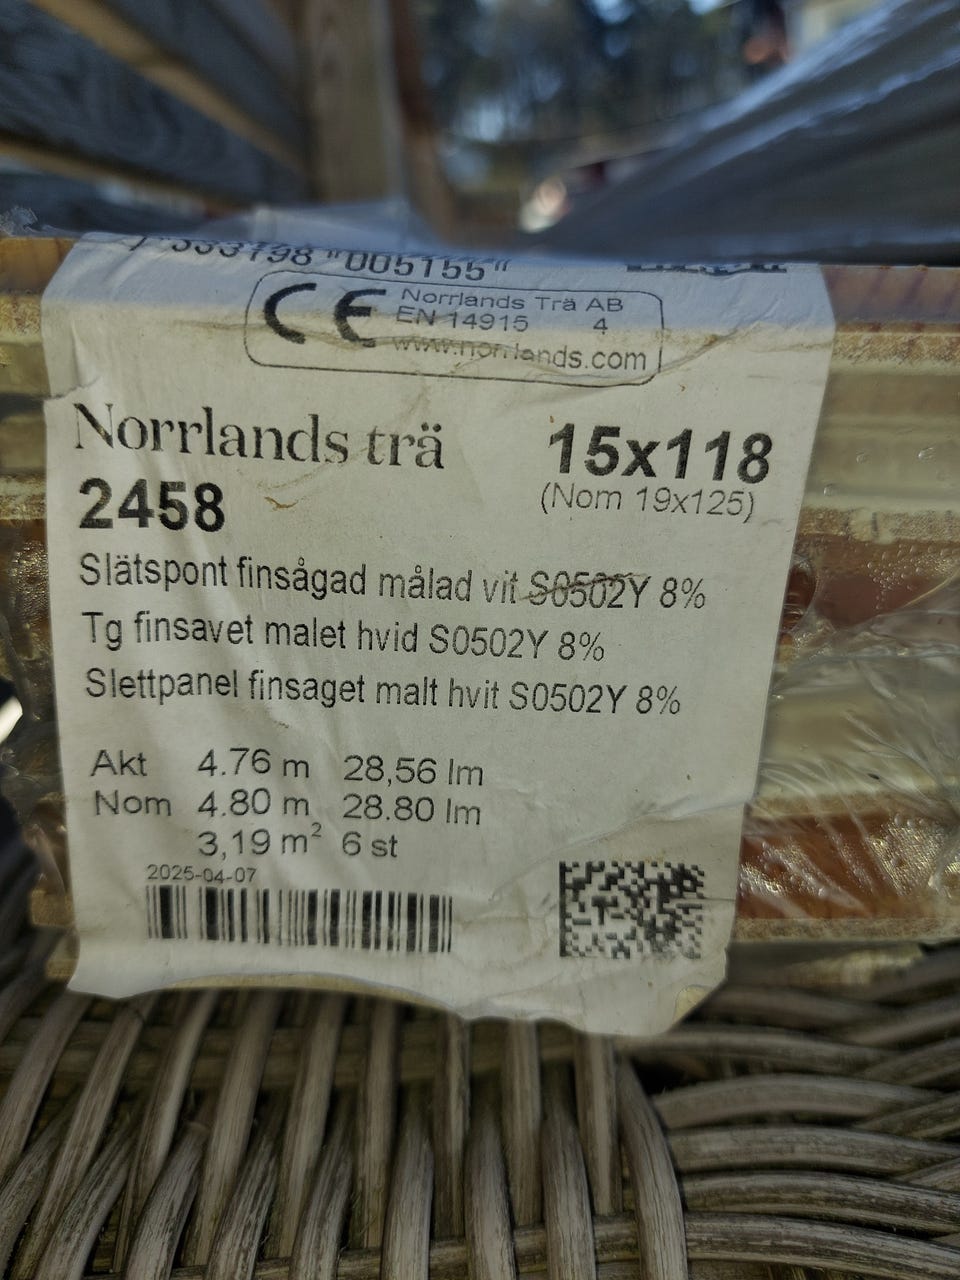 333198 "005155"
Norrlands Trä AB
EN 14915 4
www.norrlands.com
Norrlands trä
15x118
2458
(Nom 19x125)
Slätspont finsågad målad vit S0502Y 8%
Tg finsavet malet hvid S0502Y 8%
Slettpanel finsaget malt hvit S0502Y 8%
Akt 4.76 m 28,56 lm
Nom 4.80 m 28.80 lm
3,19 m² 6 st
2025-04-07